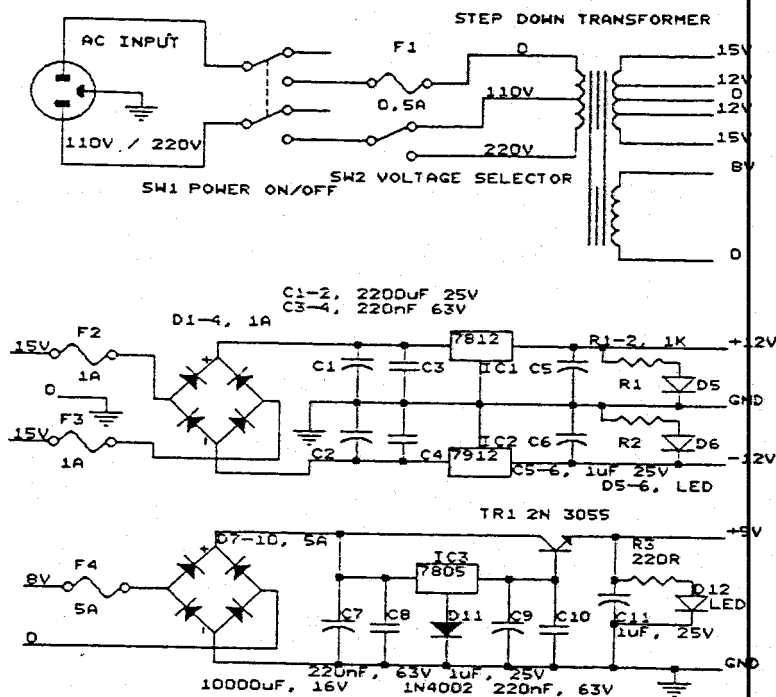 STEP DOWN TRANSFORMER
AC INPUT
F1
0
15V
12V
0
110V
0.5A
12V
110V / 220V
220V
15V
8V
SW2 VOLTAGE SELECTOR
SW1 POWER ON/OFF
0
C1-2, 2200uF 25V
C3-4, 220nF 63V
D1-4, 1A
F2
7812
R1-2, 1K
+12V
15V
+
1A
C1
C3
IC1
C5
R1
D5
0
GND
F3
15V
C2
C4
IC2
C6
R2
D6
-
7912
1A
-12V
C5-6, 1uF 25V
D5-6, LED
TR1 2N 3055
D7-10, 5A
+5V
+
F4
IC3
R3
220R
7805
8V
D12
LED
5A
C7
C8
D11
C9
C10
C11
1uF, 25V
-
0
GND
220nF, 63V 1uF, 25V
10000uF, 16V
1N4002 220nF, 63V